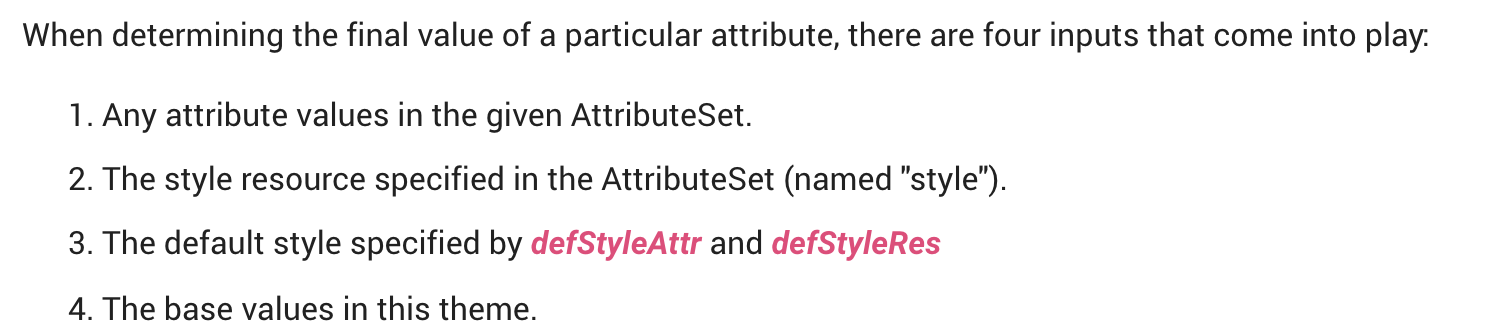 When determining the final value of a particular attribute, there are four inputs that come into play:
1. Any attribute values in the given AttributeSet.
2. The style resource specified in the AttributeSet (named "style").
3. The default style specified by defStyleAttr and defStyleRes
4. The base values in this theme.